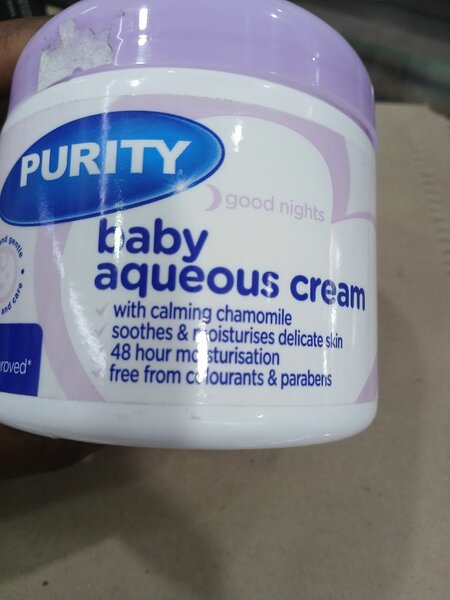 PURITY
good nights
baby
aqueous cream
with calming chamomile
soothes & moisturises delicate skin
48 hour moisturisation
free from colourants & parabens
nd gentle
and care
roved*